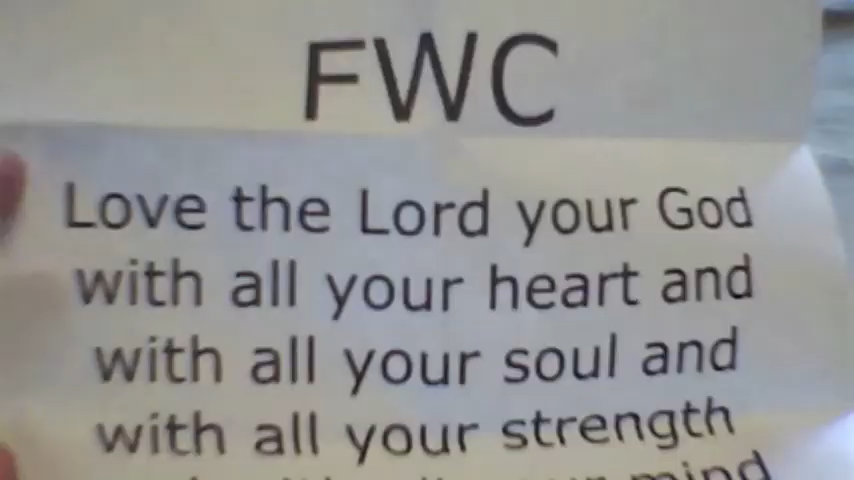 FWC
Love the Lord your God
with all your heart and
with all your soul and
with all your strength
mind